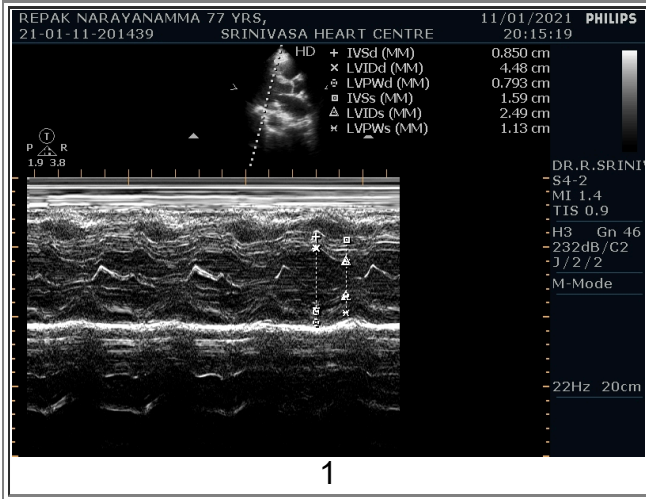 REPAK NARAYANAMMA 77 YRS, 11/01/2021 PHILIPS
21-01-11-201439 SRINIVASA HEART CENTRE 20:15:19
HD
+ IVSd (MM) 0.850 cm
× LVIDd (MM) 4.48 cm
LVPWd (MM) 0.793 cm
IVSs (MM) 1.59 cm
LVIDs (MM) 2.49 cm
LVPWs (MM) 1.13 cm
T
P R
1.9 3.8
DR.R.SRINIV
S4-2
MI 1.4
TIS 0.9
H3 Gn 46
232dB/C2
J/2/2
M-Mode
22Hz 20cm
1